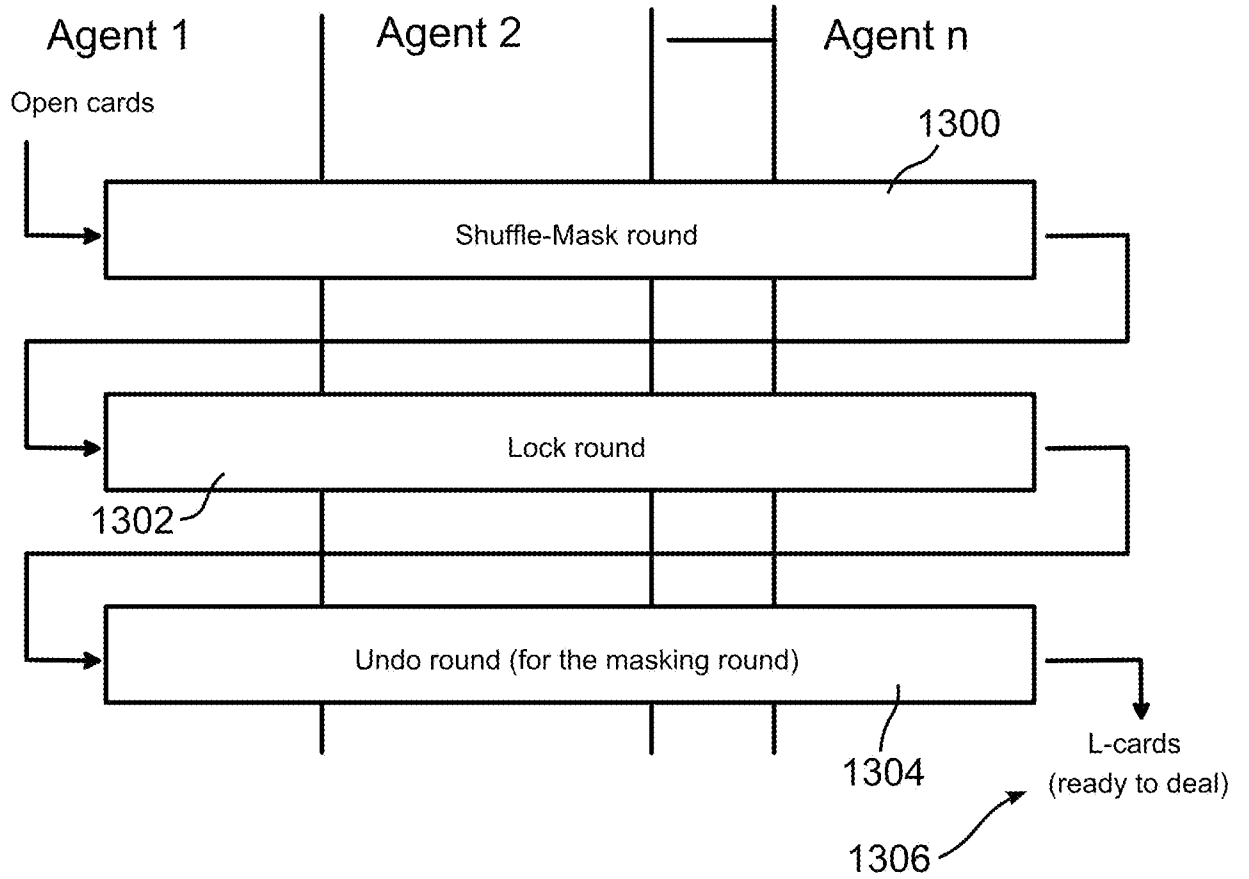 Agent 1
Agent 2
Agent n
Open cards
1300
Shuffle-Mask round
Lock round
1302
Undo round (for the masking round)
1304
L-cards
(ready to deal)
1306